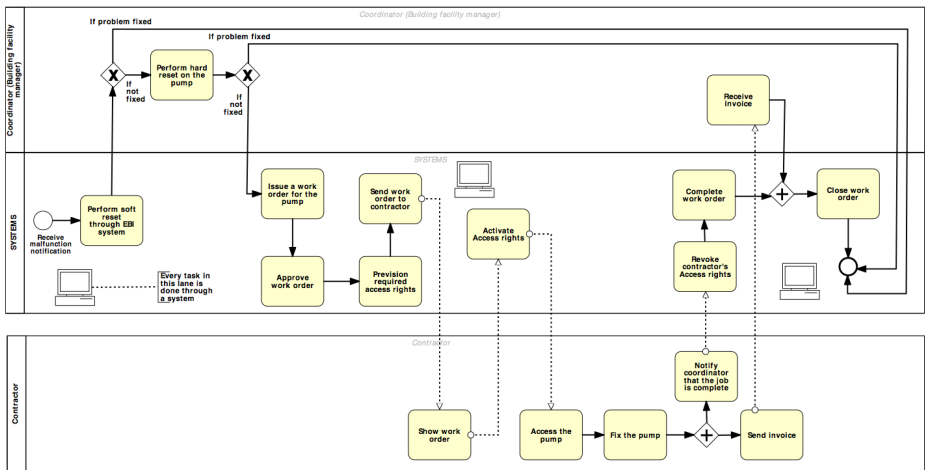 Coordinator (Building facility manager)
Coordinator (Building facility
manager)
If problem fixed
If problem fixed
Perform hard
reset on the
pump
If
not
fixed
If
not
fixed
Receive
invoice
SYSTEMS
SYSTEMS
Receive
malfunction
notification
Perform soft
reset
through EBI
system
Every task in
this lane is
done through
a system
Issue a work
order for the
pump
Approve
work order
Prevision
required
access rights
Send work
order to
contractor
Activate
Access rights
Complete
work order
Revoke
contractor's
Access rights
Close work
order
Contractor
Contractor
Show work
order
Access the
pump
Fix the pump
Notify
coordinator
that the job
is complete
Send invoice